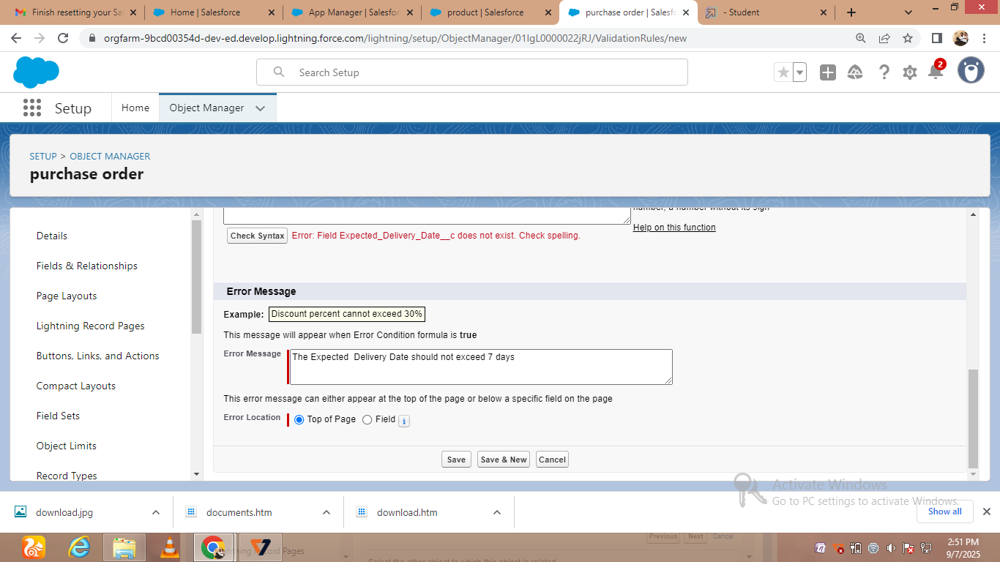 Finish resetting your Sal
Home | Salesforce
App Manager | Salesfor
product | Salesforce
purchase order | Salesfo
- Student
orgfarm-9bcd00354d-dev-ed.develop.lightning.force.com/lightning/setup/ObjectManager/01IgL0000022jRJ/ValidationRules/new
Search Setup
2
Setup
Home
Object Manager
SETUP > OBJECT MANAGER
purchase order
Details
Fields & Relationships
Page Layouts
Lightning Record Pages
Buttons, Links, and Actions
Compact Layouts
Field Sets
Object Limits
Record Types
number, a number without its sign
Help on this function
Check Syntax
Error: Field Expected_Delivery_Date__c does not exist. Check spelling.
Error Message
Example: Discount percent cannot exceed 30%
This message will appear when Error Condition formula is true
Error Message
The Expected  Delivery Date should not exceed 7 days
This error message can either appear at the top of the page or below a specific field on the page
Error Location
Top of Page
Field
i
Save
Save & New
Cancel
Activate Windows
Go to PC settings to activate Windows.
download.jpg
documents.htm
download.htm
Show all
Lightning Record Pages
Previous
Next
Cancel
Select the other object to which this object is related
2:51 PM
9/7/2025